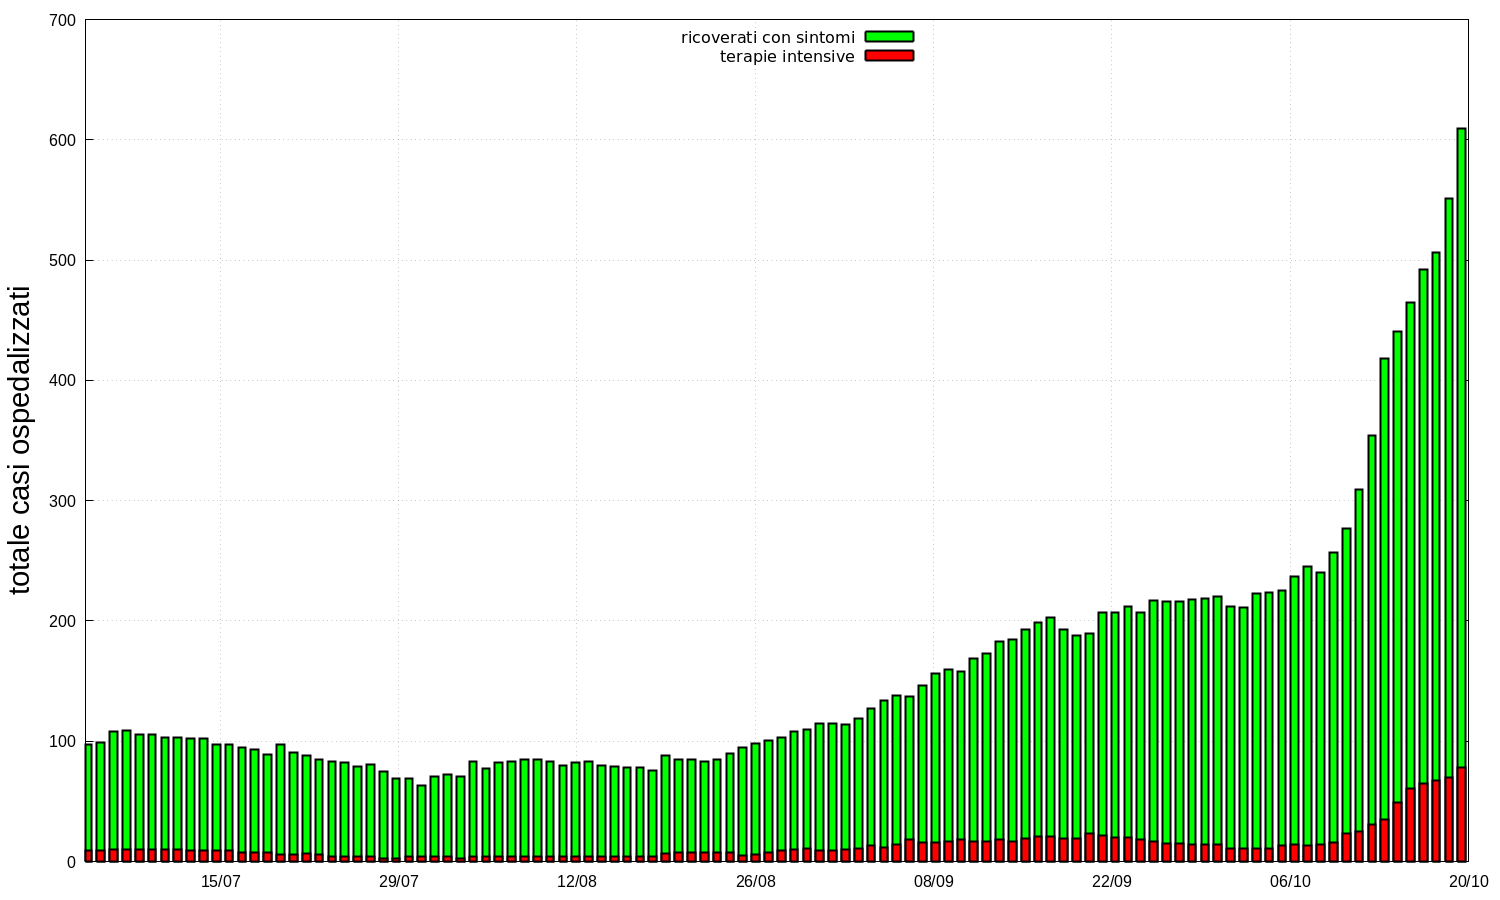 700
600
500
400
300
200
100
0
totale casi ospedalizzati
ricoverati con sintomi
terapie intensive
15/07 29/07 12/08 26/08 08/09 22/09 06/10 20/10